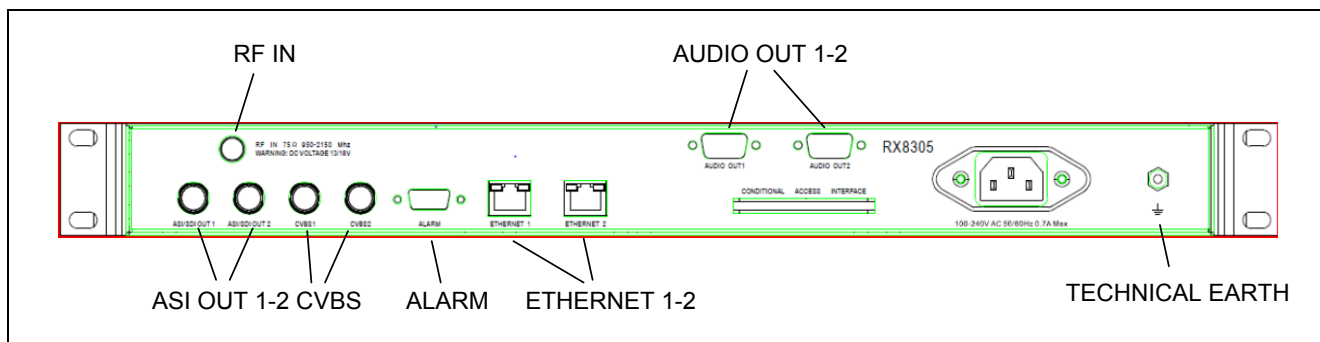 RF IN
AUDIO OUT 1-2
RF IN 75Ω 950-2150 Mhz
WARNING: DC VOLTAGE 13/18V
AUDIO OUT1
AUDIO OUT2
RX8305
CONDITIONAL ACCESS INTERFACE
ASI/SDI OUT 1
ASI/SDI OUT 2
CVBS1
CVBS2
ALARM
ETHERNET 1
ETHERNET 2
100-240V AC 50/60Hz 0.7A Max
ASI OUT 1-2
CVBS
ALARM
ETHERNET 1-2
TECHNICAL EARTH